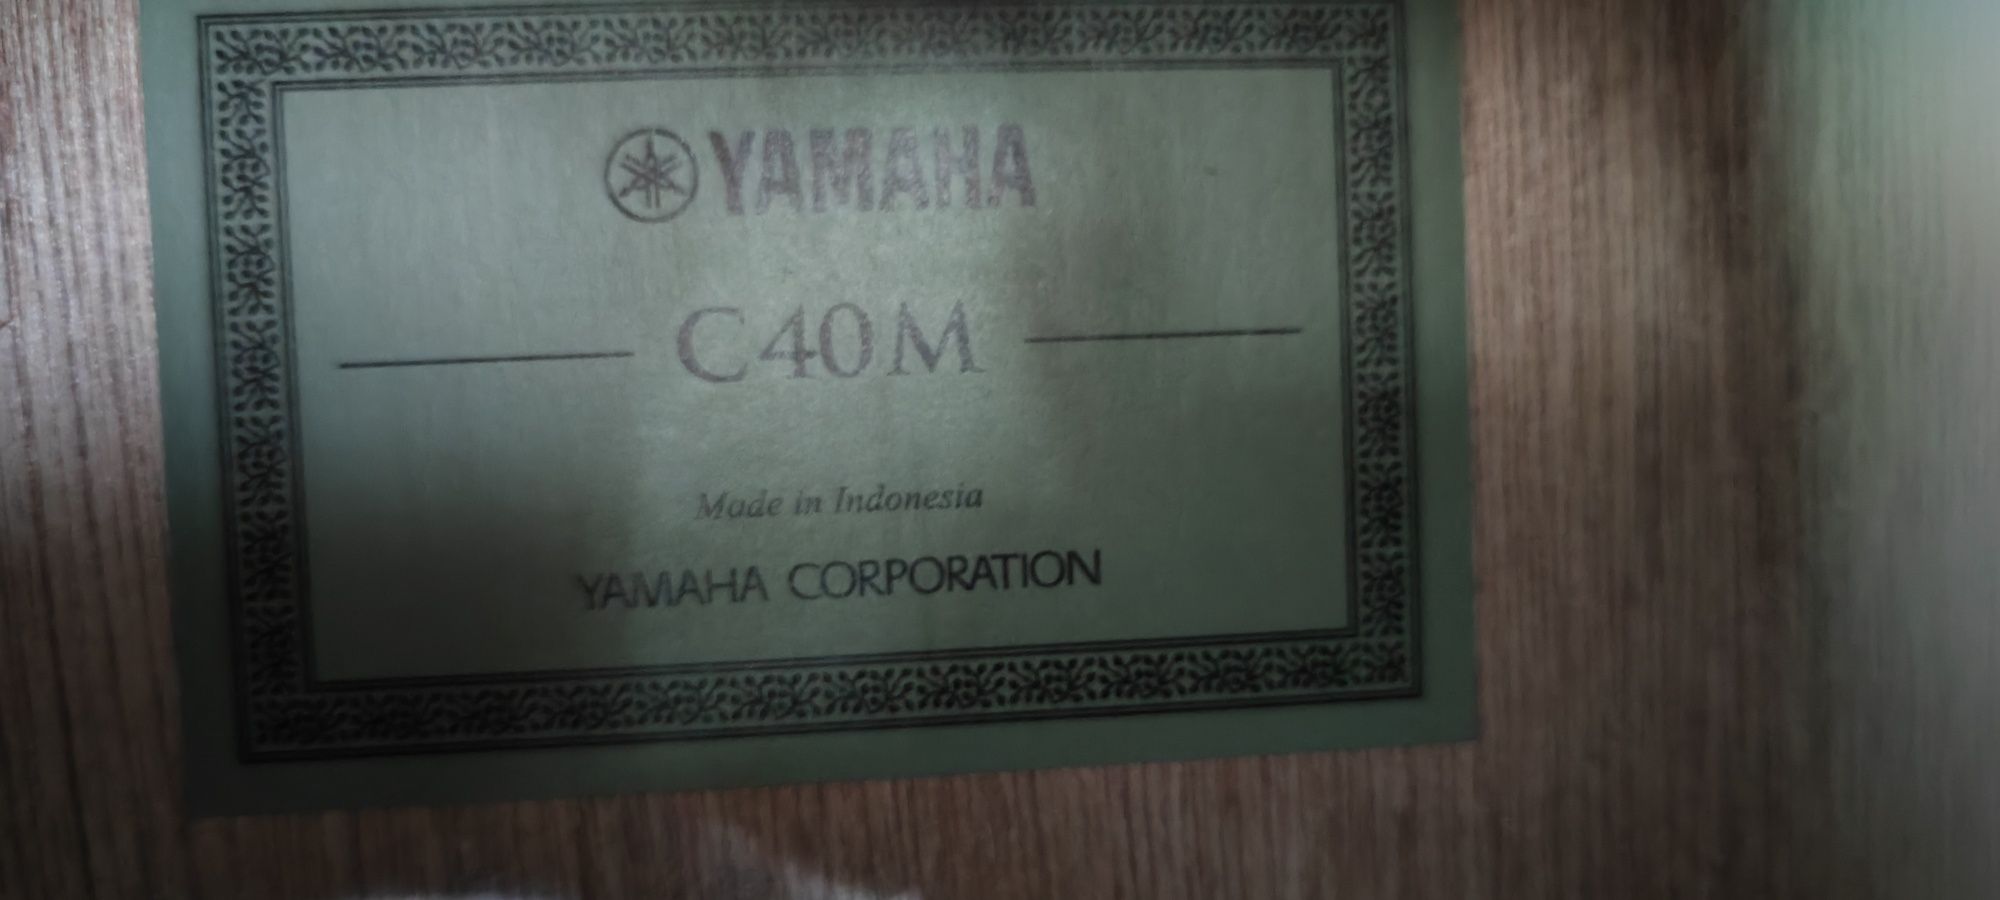 YAMAHA
C40M
Made in Indonesia
YAMAHA CORPORATION